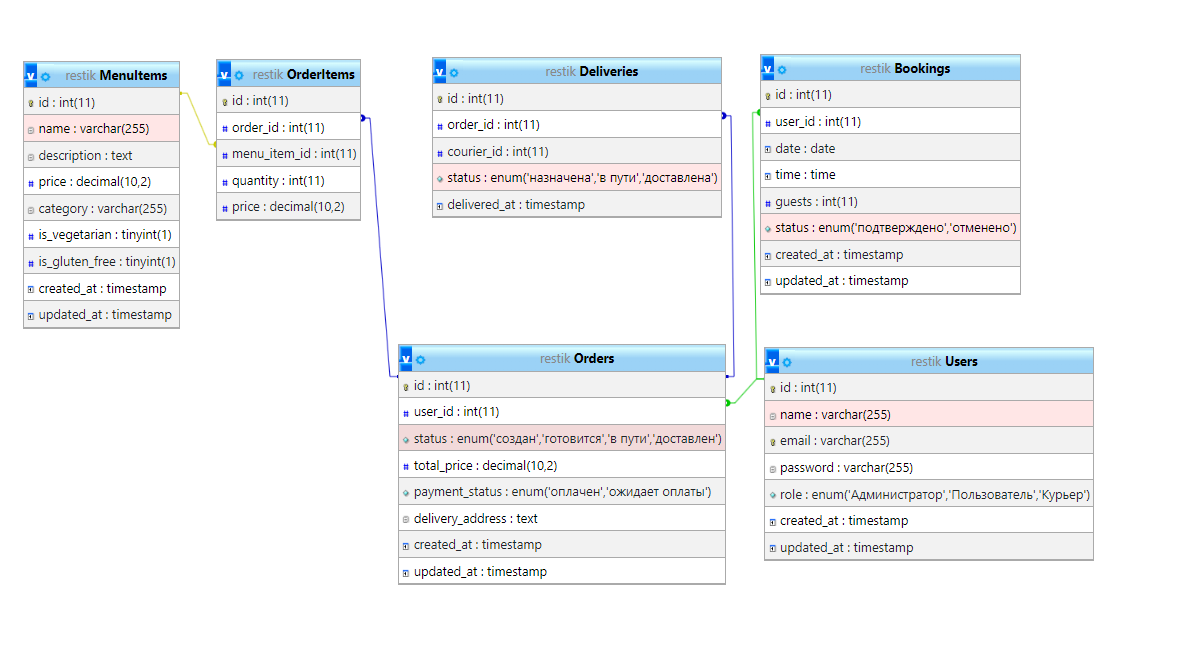 restik MenuItems
id : int(11)
name : varchar(255)
description : text
price : decimal(10,2)
category : varchar(255)
is_vegetarian : tinyint(1)
is_gluten_free : tinyint(1)
created_at : timestamp
updated_at : timestamp
restik OrderItems
id : int(11)
order_id : int(11)
menu_item_id : int(11)
quantity : int(11)
price : decimal(10,2)
restik Deliveries
id : int(11)
order_id : int(11)
courier_id : int(11)
status : enum('назначена','в пути','доставлена')
delivered_at : timestamp
restik Bookings
id : int(11)
user_id : int(11)
date : date
time : time
guests : int(11)
status : enum('подтверждено','отменено')
created_at : timestamp
updated_at : timestamp
restik Orders
id : int(11)
user_id : int(11)
status : enum('создан','готовится','в пути','доставлен')
total_price : decimal(10,2)
payment_status : enum('оплачен','ожидает оплаты')
delivery_address : text
created_at : timestamp
updated_at : timestamp
restik Users
id : int(11)
name : varchar(255)
email : varchar(255)
password : varchar(255)
role : enum('Администратор','Пользователь','Курьер')
created_at : timestamp
updated_at : timestamp